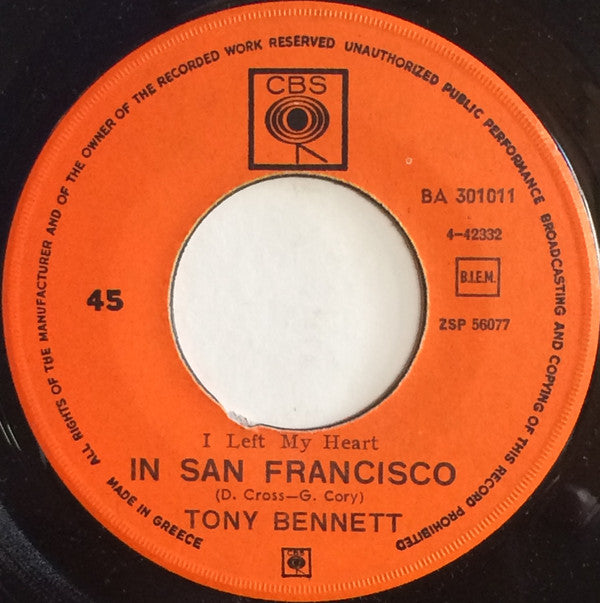 ALL RIGHTS OF THE MANUFACTURER AND OF THE OWNER OF THE RECORDED WORK RESERVED UNAUTHORIZED PUBLIC PERFORMANCE BROADCASTING AND COPYING OF THIS RECORD PROHIBITED
CBS
BA 301011
4-42332
B.I.E.M.
45
ZSP 56077
I Left My Heart
IN SAN FRANCISCO
(D. Cross—G. Cory)
TONY BENNETT
MADE IN GREECE
CBS